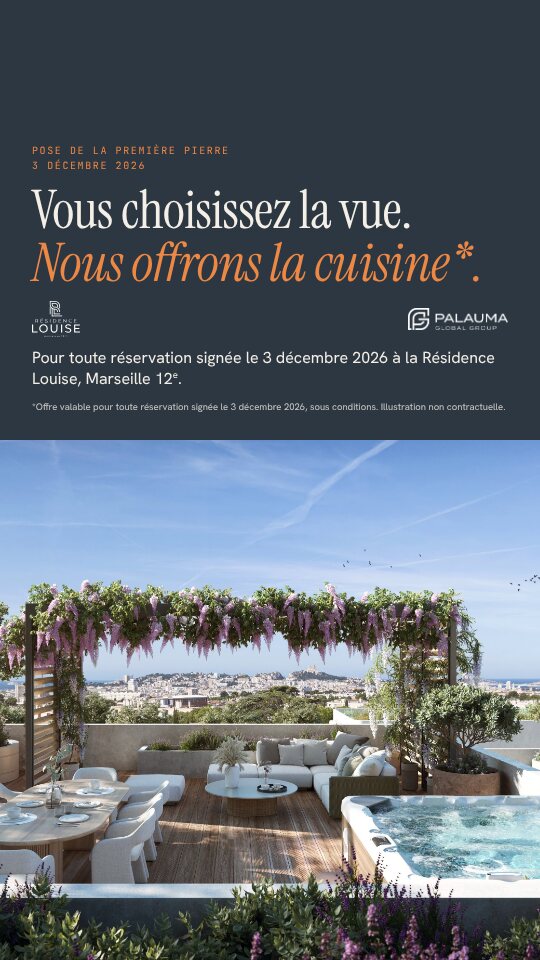 POSE DE LA PREMIÈRE PIERRE
3 DÉCEMBRE 2026
Vous choisissez la vue.
Nous offrons la cuisine*.
RÉSIDENCE
LOUISE
PALAUMA
GLOBAL GROUP
Pour toute réservation signée le 3 décembre 2026 à la Résidence
Louise, Marseille 12ᵉ.
*Offre valable pour toute réservation signée le 3 décembre 2026, sous conditions. Illustration non contractuelle.